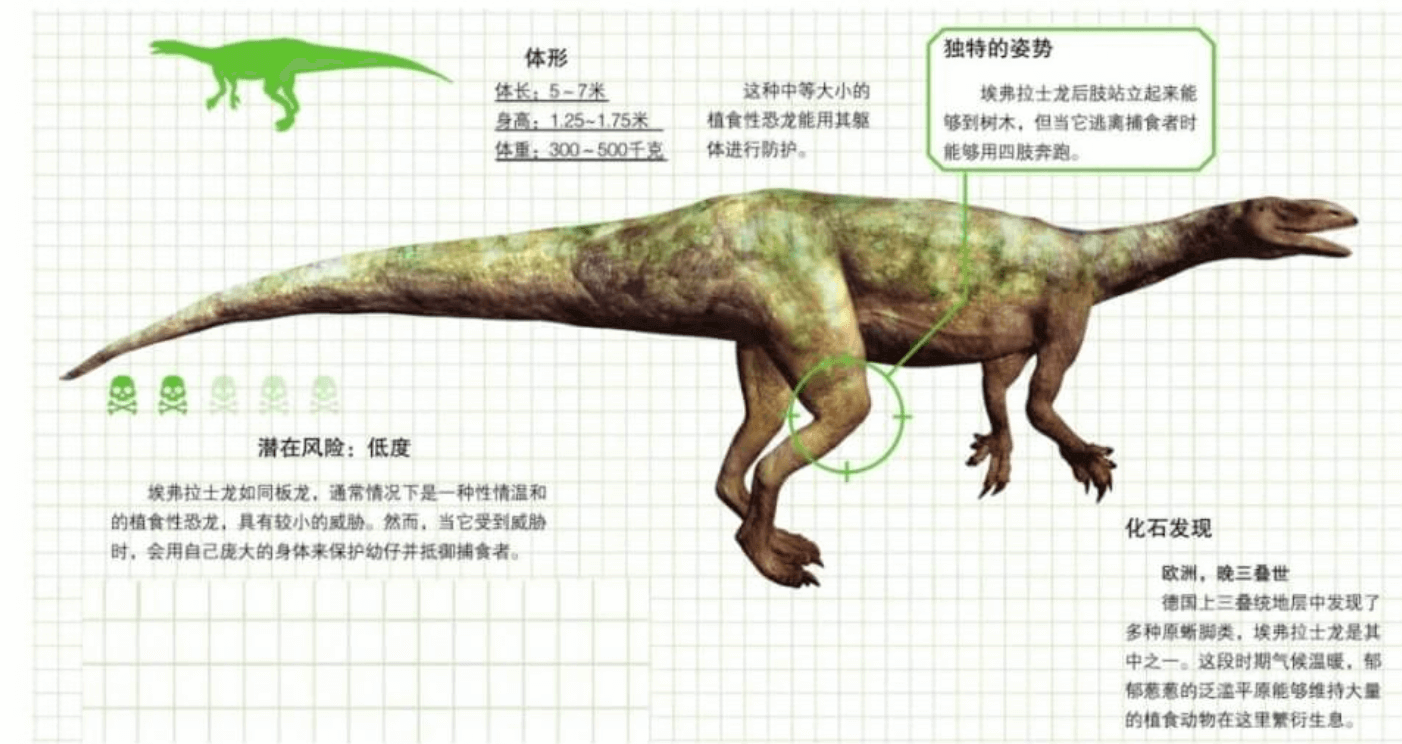 体形
体长：5～7米
身高：1.25~1.75米
体重：300～500千克
这种中等大小的
植食性恐龙能用其躯
体进行防护。
独特的姿势
埃弗拉士龙后肢站立起来能
够到树木，但当它逃离捕食者时
能够用四肢奔跑。
潜在风险：低度
埃弗拉士龙如同板龙，通常情况下是一种性情温和
的植食性恐龙，具有较小的威胁。然而，当它受到威胁
时，会用自己庞大的身体来保护幼仔并抵御捕食者。
化石发现
欧洲，晚三叠世
德国上三叠统地层中发现了
多种原蜥脚类，埃弗拉士龙是其
中之一。这段时期气候温暖，郁
郁葱葱的泛滥平原能够维持大量
的植食动物在这里繁衍生息。